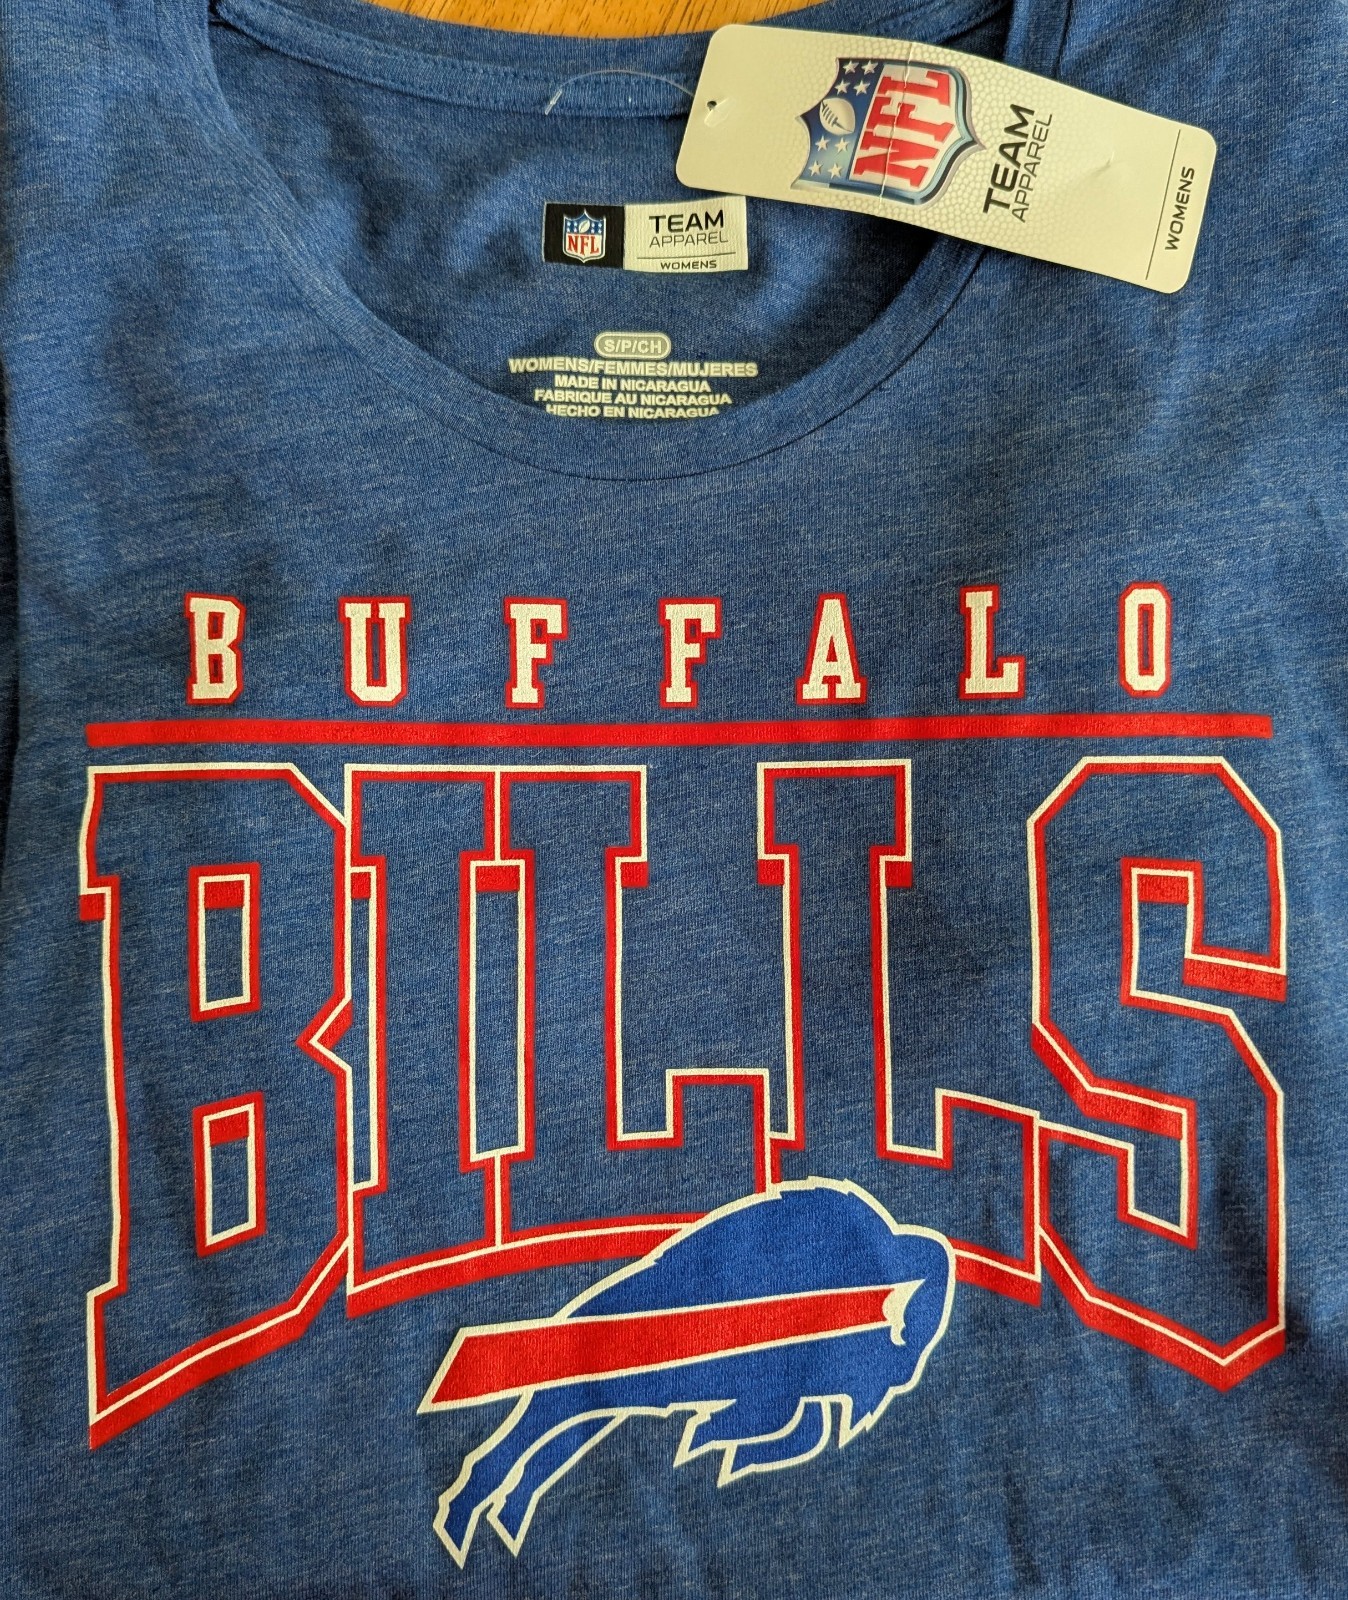 NFL
TEAM
APPAREL
WOMENS
NFL
TEAM
APPAREL
WOMENS
S/P/CH
WOMENS/FEMMES/MUJERES
MADE IN NICARAGUA
FABRIQUE AU NICARAGUA
HECHO EN NICARAGUA
BUFFALO
BILLS